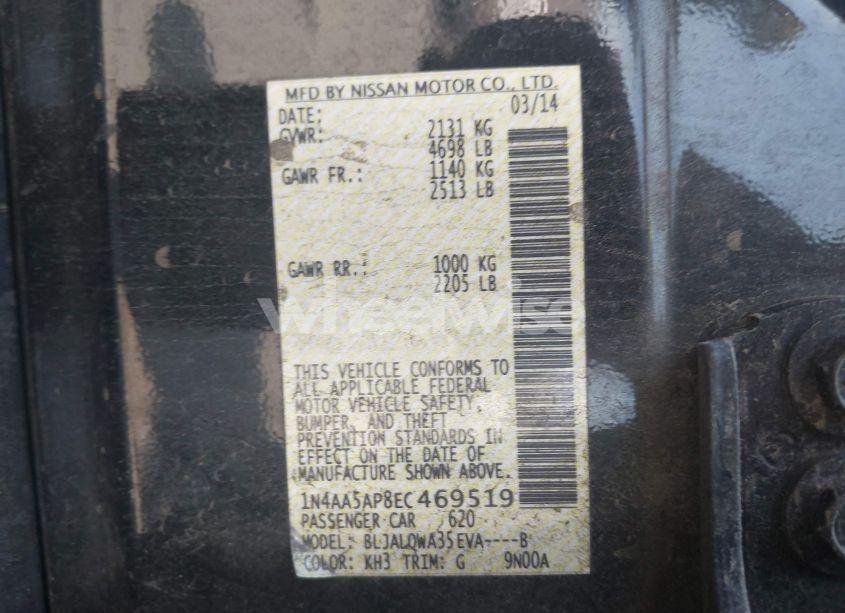 MFD BY NISSAN MOTOR CO., LTD.
DATE: 03/14
GVWR: 2131 KG
4698 LB
GAWR FR.: 1140 KG
2513 LB
GAWR RR.: 1000 KG
2205 LB
wheelwise
THIS VEHICLE CONFORMS TO
ALL APPLICABLE FEDERAL
MOTOR VEHICLE SAFETY,
BUMPER, AND THEFT
PREVENTION STANDARDS IN
EFFECT ON THE DATE OF
MANUFACTURE SHOWN ABOVE.
1N4AA5AP8EC469519
PASSENGER CAR 620
MODEL: BLJALQWA35EVA----B
COLOR: KH3 TRIM: G 9N00A